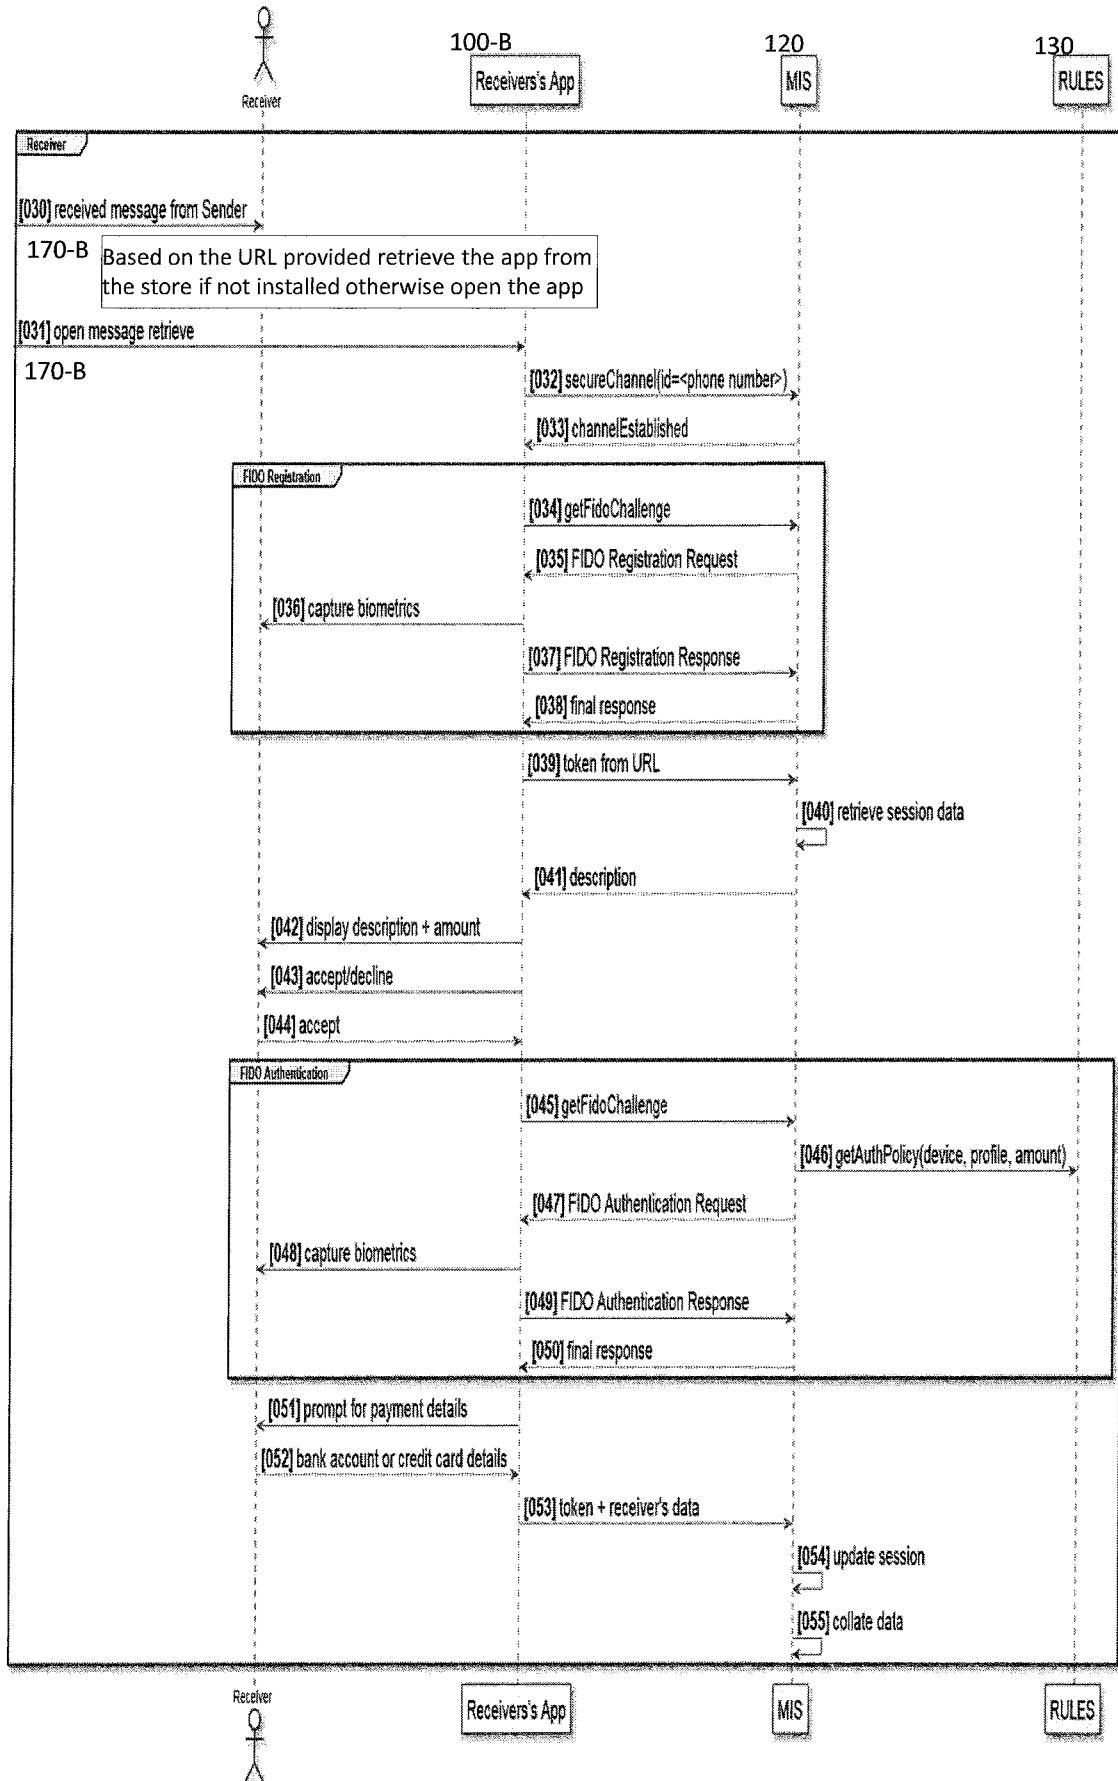 100-B
120
130
Receiver
Receivers's App
MIS
RULES
Receiver
[030] received message from Sender
170-B
Based on the URL provided retrieve the app from
the store if not installed otherwise open the app
[031] open message retrieve
170-B
[032] secureChannel(id=<phone number>)
[033] channelEstablished
FIDO Registration
[034] getFidoChallenge
[035] FIDO Registration Request
[036] capture biometrics
[037] FIDO Registration Response
[038] final response
[039] token from URL
[040] retrieve session data
[041] description
[042] display description + amount
[043] accept/decline
[044] accept
FIDO Authentication
[045] getFidoChallenge
[046] getAuthPolicy(device, profile, amount)
[047] FIDO Authentication Request
[048] capture biometrics
[049] FIDO Authentication Response
[050] final response
[051] prompt for payment details
[052] bank account or credit card details
[053] token + receiver's data
[054] update session
[055] collate data
Receiver
Receivers's App
MIS
RULES